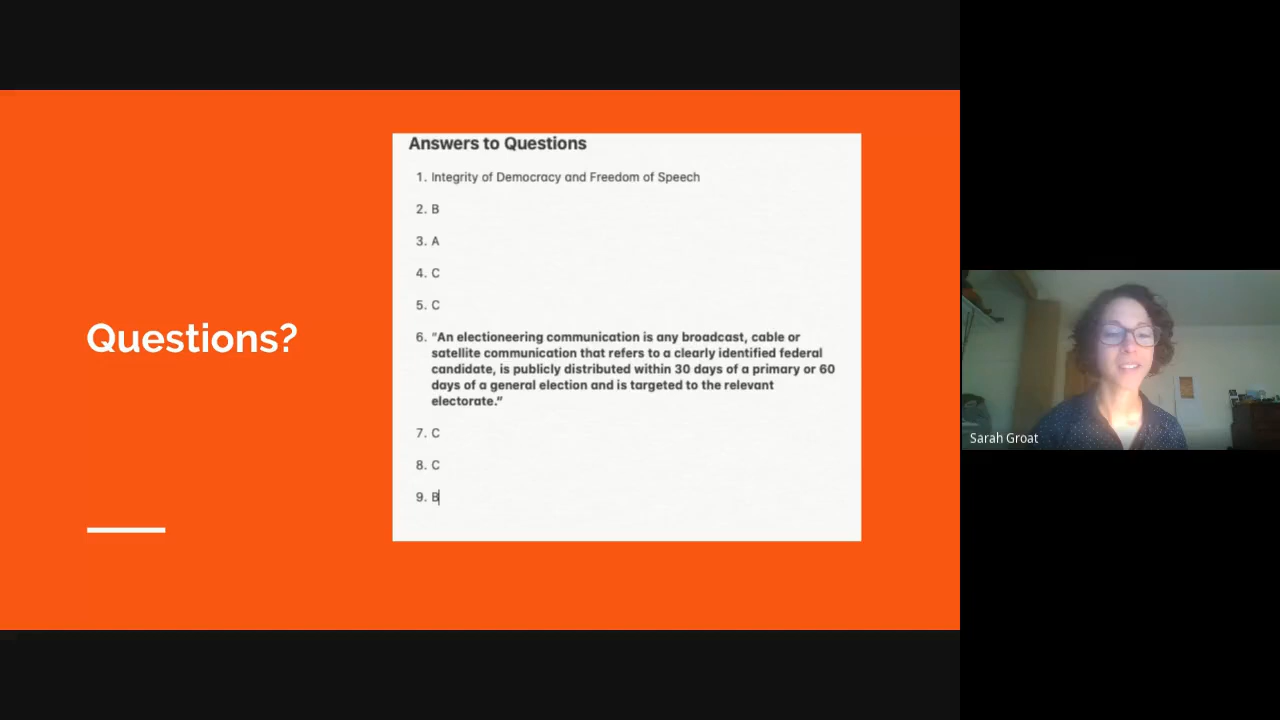 Questions?
Answers to Questions
1. Integrity of Democracy and Freedom of Speech
2. B
3. A
4. C
5. C
6. "An electioneering communication is any broadcast, cable or
satellite communication that refers to a clearly identified federal
candidate, is publicly distributed within 30 days of a primary or 60
days of a general election and is targeted to the relevant
electorate."
7. C
8. C
9. B
Sarah Groat